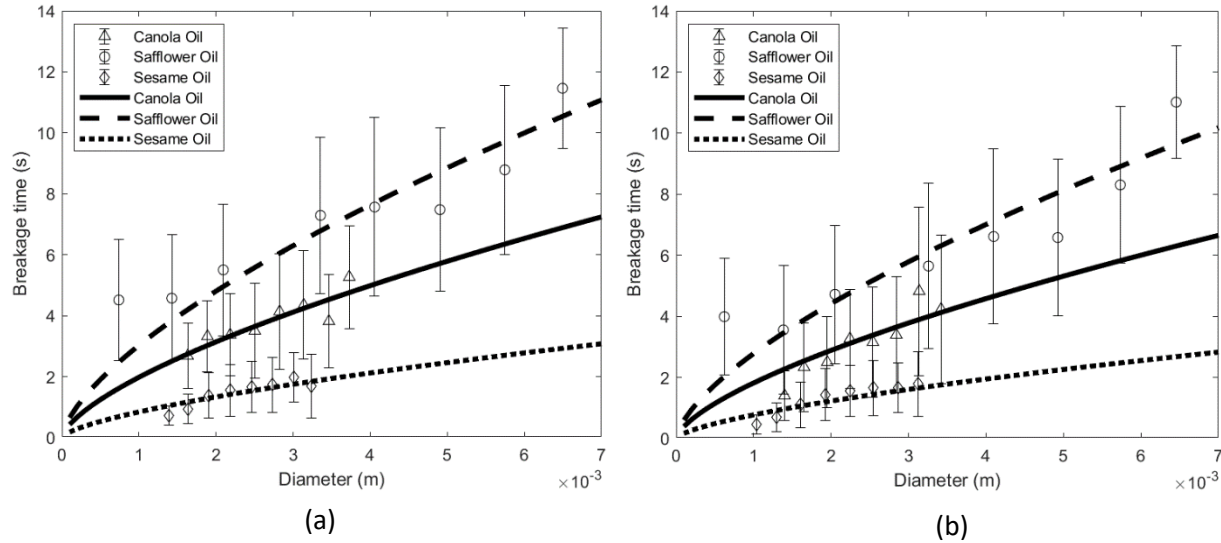 14
12
10
8
6
4
2
0
Breakage time (s)
Canola Oil
Safflower Oil
Sesame Oil
Canola Oil
Safflower Oil
Sesame Oil
0 1 2 3 4 5 6 7
Diameter (m)
×10⁻³
(a)
14
12
10
8
6
4
2
0
Breakage time (s)
Canola Oil
Safflower Oil
Sesame Oil
Canola Oil
Safflower Oil
Sesame Oil
0 1 2 3 4 5 6 7
Diameter (m)
×10⁻³
(b)